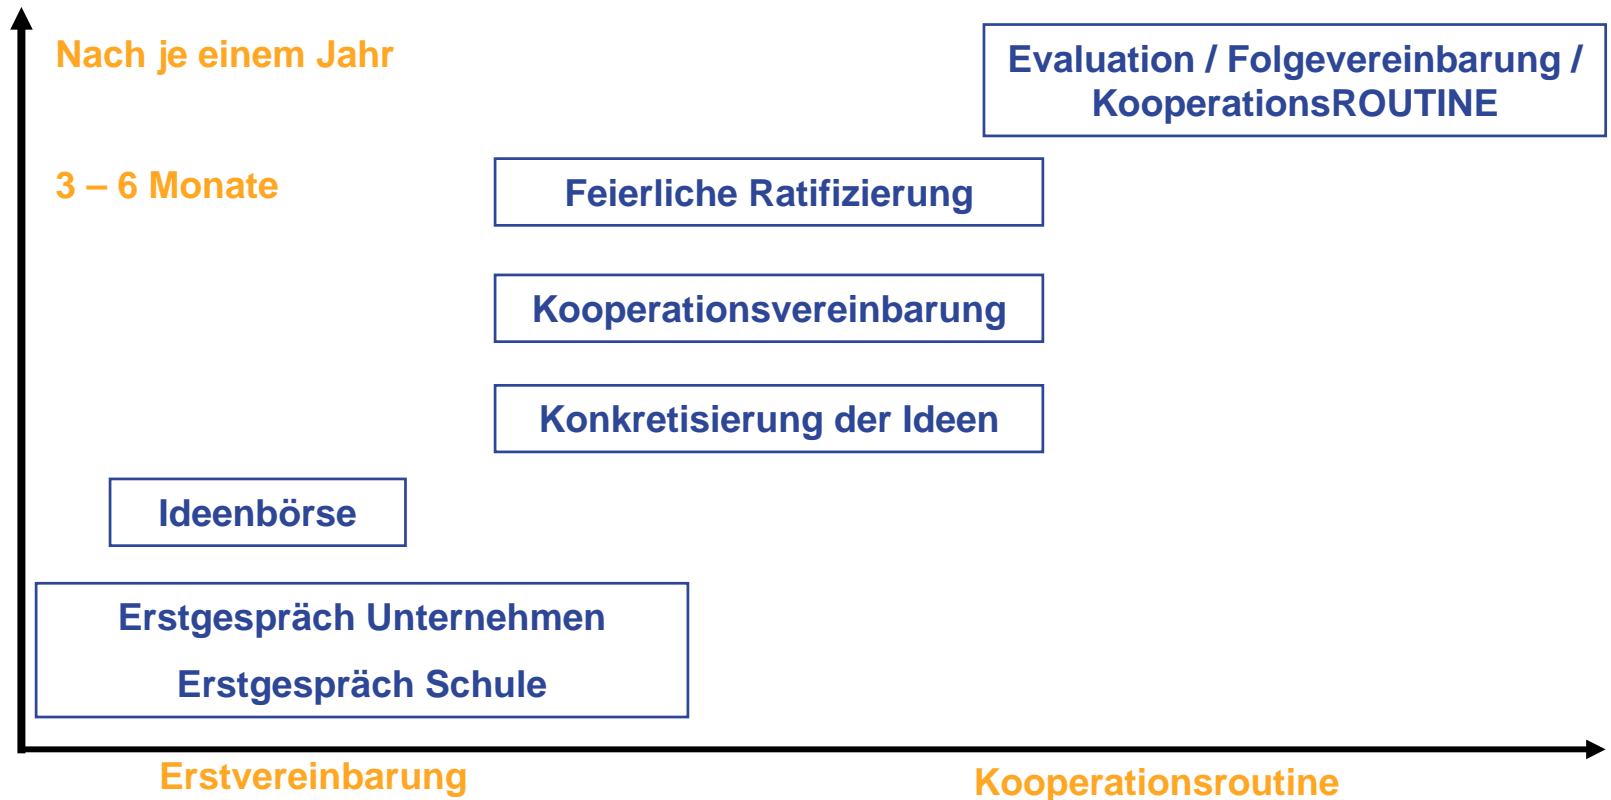 Nach je einem Jahr
Evaluation / Folgevereinbarung /
KooperationsROUTINE
3 – 6 Monate
Feierliche Ratifizierung
Kooperationsvereinbarung
Konkretisierung der Ideen
Ideenbörse
Erstgespräch Unternehmen
Erstgespräch Schule
Erstvereinbarung
Kooperationsroutine